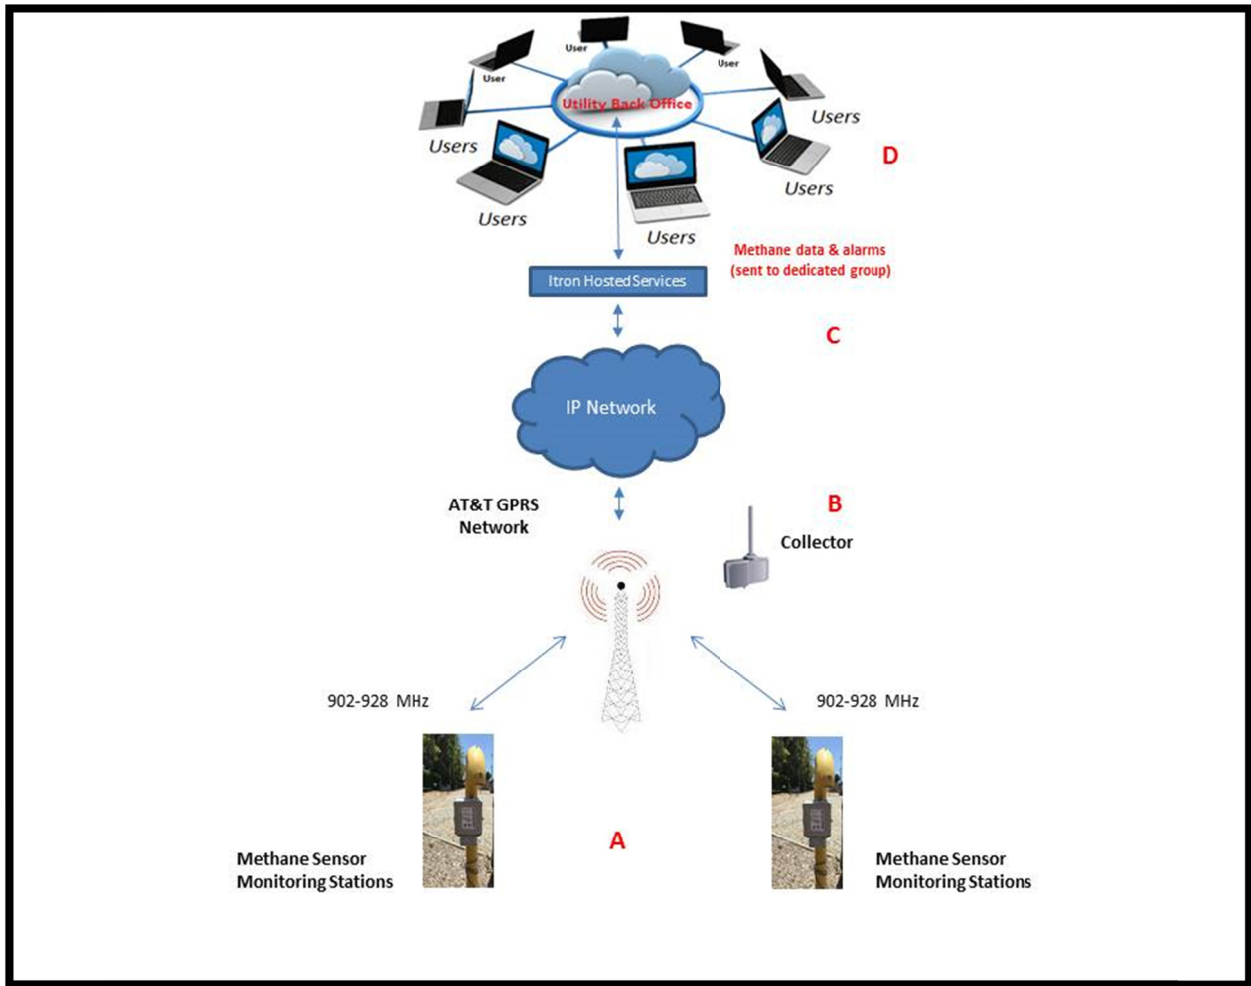 User
User
User
Utility Back Office
Users
Users
D
Users
Users
Users
Methane data & alarms
(sent to dedicated group)
Itron Hosted Services
C
IP Network
AT&T GPRS
Network
B
Collector
902-928 MHz
902-928 MHz
A
Methane Sensor
Monitoring Stations
Methane Sensor
Monitoring Stations